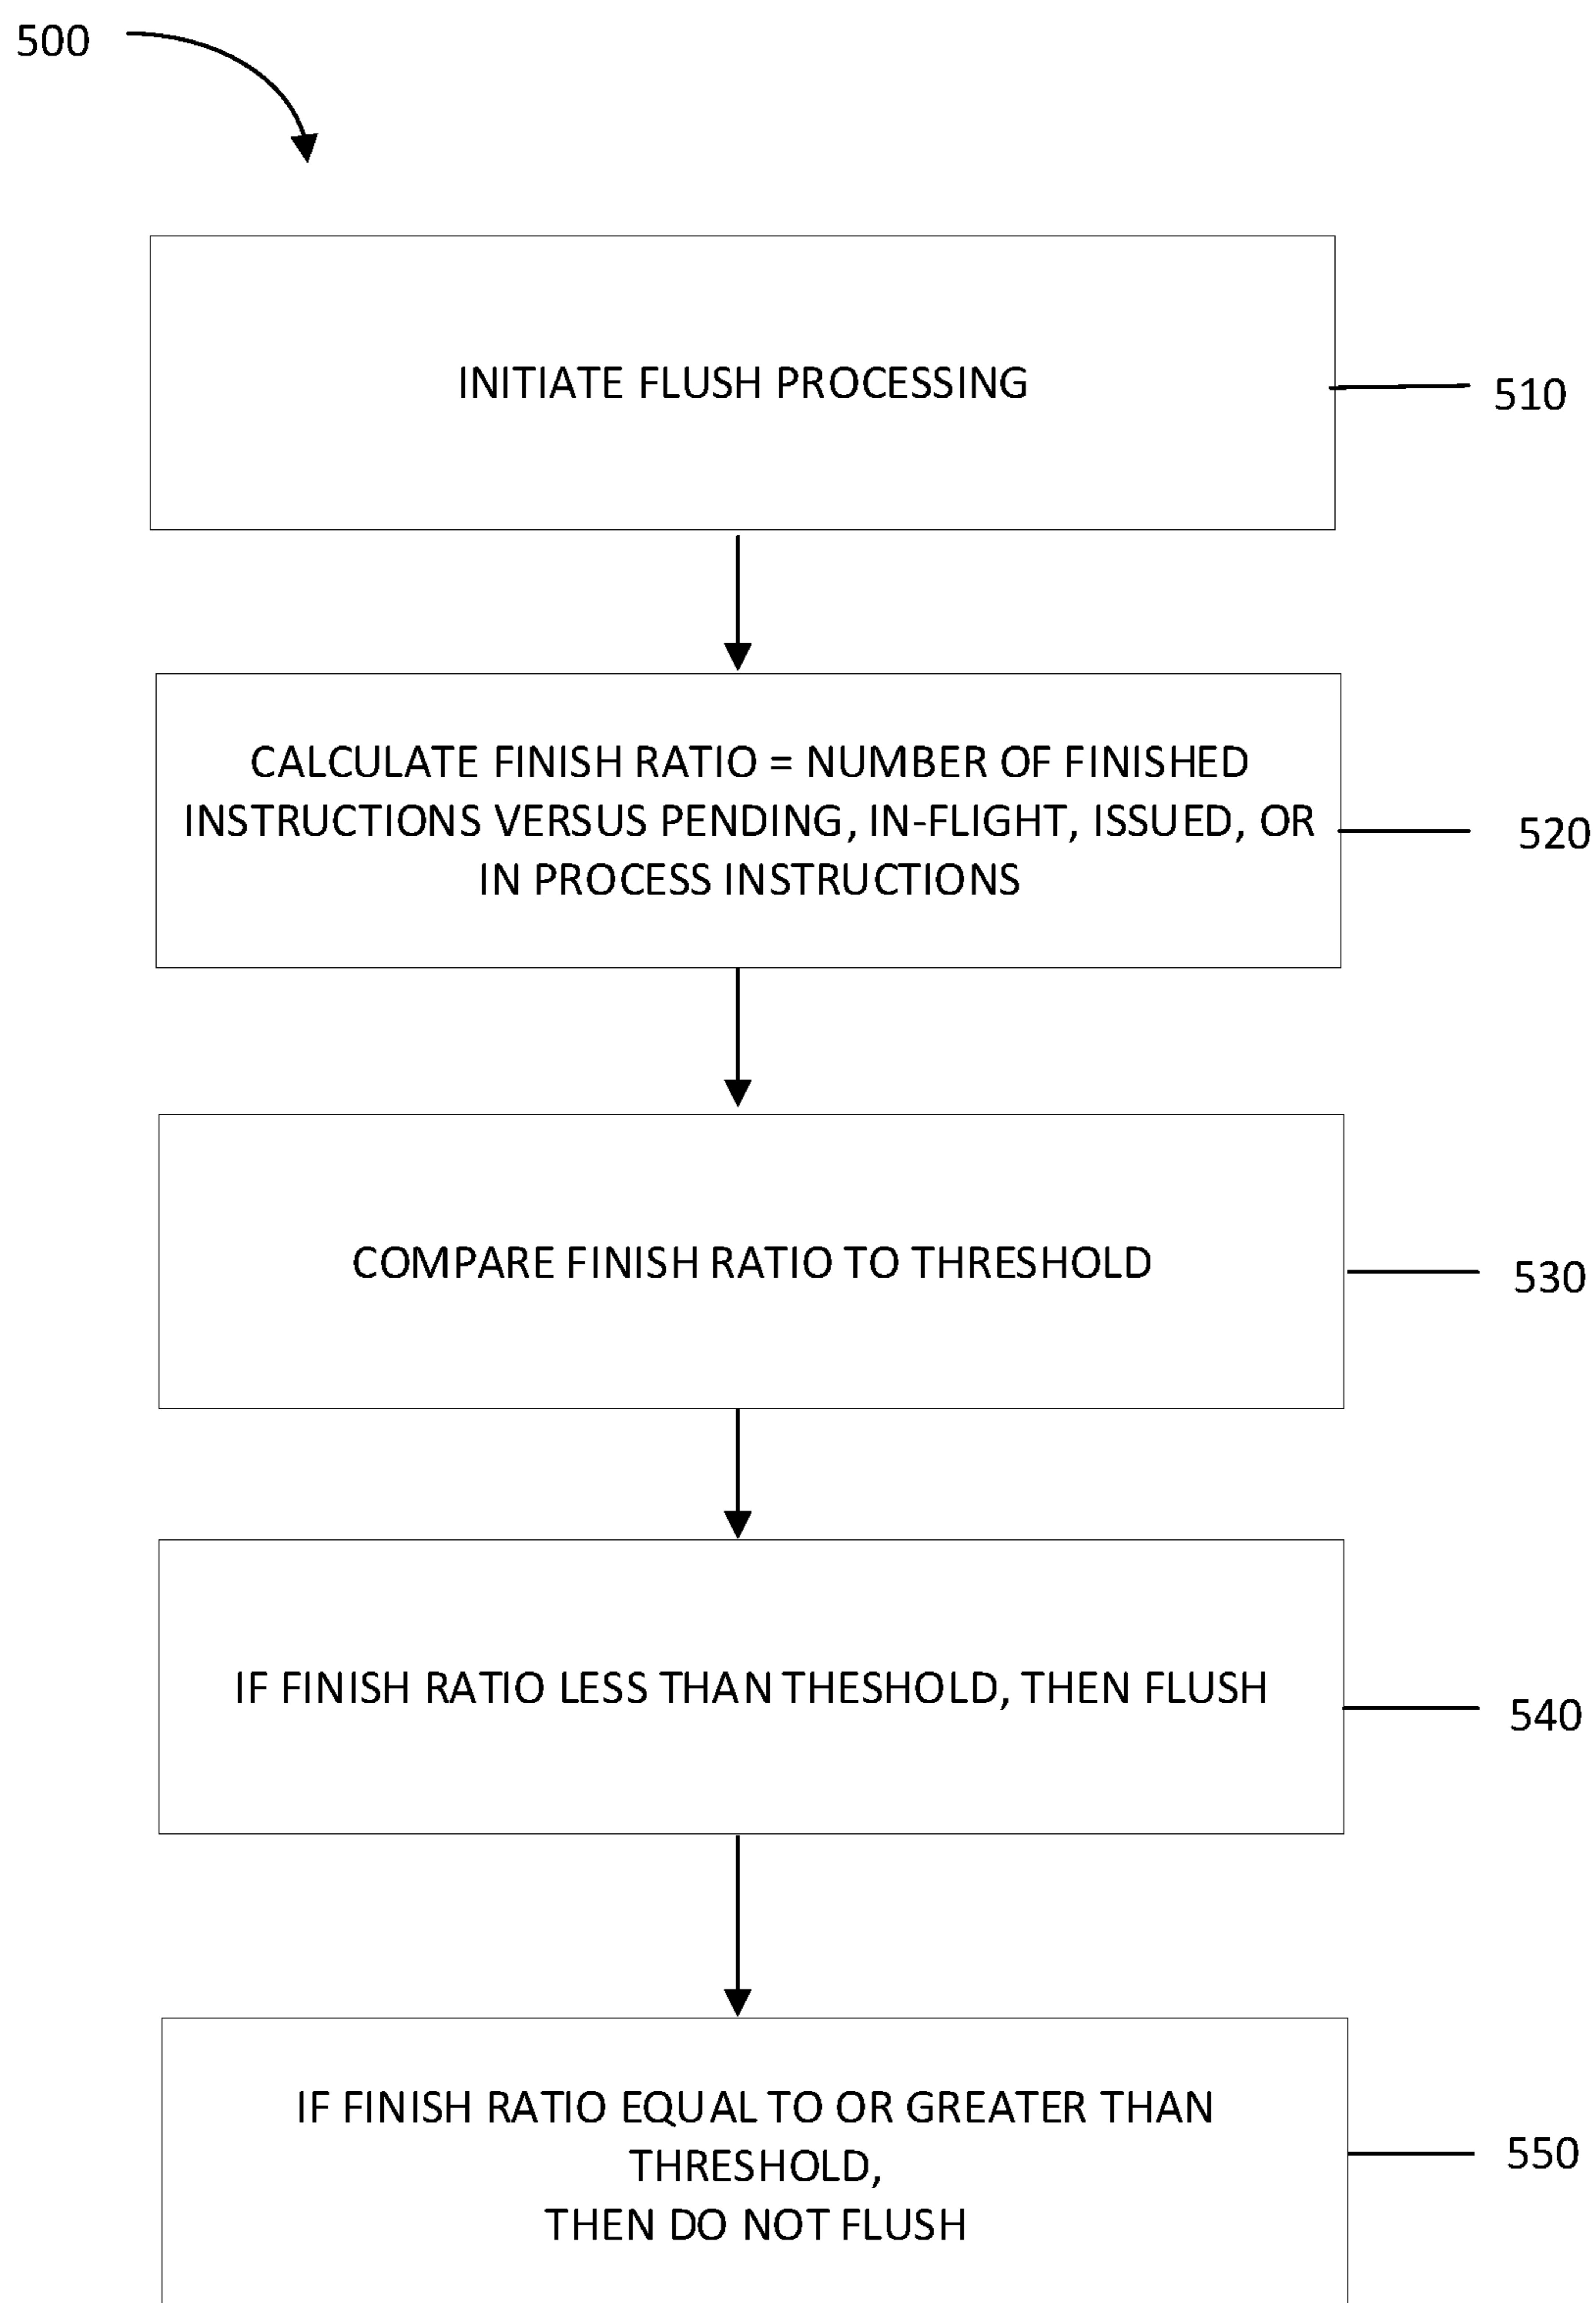 500
INITIATE FLUSH PROCESSING
510
CALCULATE FINISH RATIO = NUMBER OF FINISHED
INSTRUCTIONS VERSUS PENDING, IN-FLIGHT, ISSUED, OR
IN PROCESS INSTRUCTIONS
520
COMPARE FINISH RATIO TO THRESHOLD
530
IF FINISH RATIO LESS THAN THESHOLD, THEN FLUSH
540
IF FINISH RATIO EQUAL TO OR GREATER THAN
THRESHOLD,
THEN DO NOT FLUSH
550